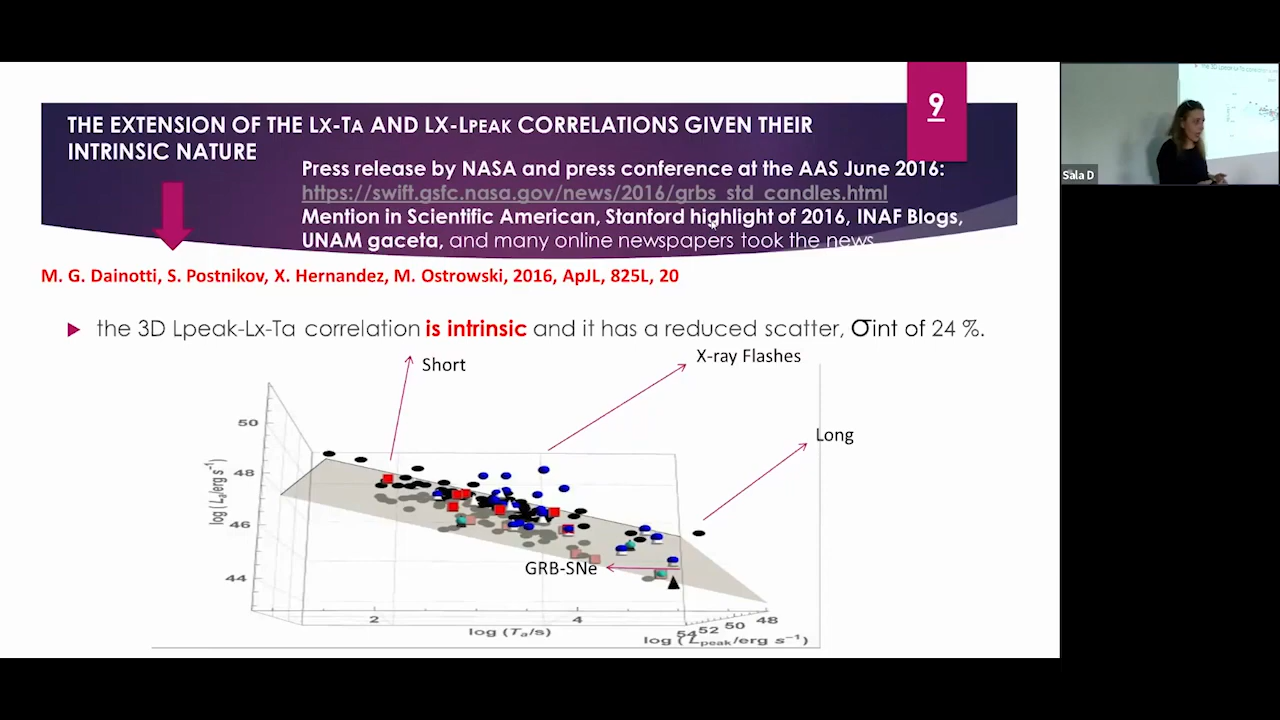 9
THE EXTENSION OF THE LX-TA AND LX-LPEAK CORRELATIONS GIVEN THEIR
INTRINSIC NATURE
Press release by NASA and press conference at the AAS June 2016:
https://swift.gsfc.nasa.gov/news/2016/grbs_std_candles.html
Mention in Scientific American, Stanford highlight of 2016, INAF Blogs,
UNAM gaceta, and many online newspapers took the news
M. G. Dainotti, S. Postnikov, X. Hernandez, M. Ostrowski, 2016, ApJL, 825L, 20
the 3D Lpeak-Lx-Ta correlation is intrinsic and it has a reduced scatter, σint of 24 %.
Short
X-ray Flashes
Long
GRB-SNe
50
48
46
44
log (La/erg s⁻¹)
2
4
log (Ta/s)
54 52 50 48
log (Lpeak/erg s⁻¹)
Sala D